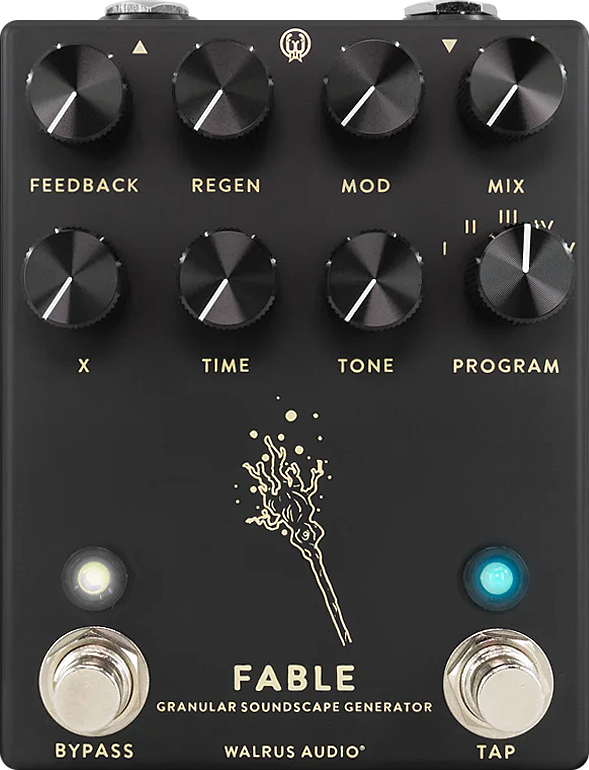 FEEDBACK REGEN MOD MIX
I II III IV V
X TIME TONE PROGRAM
FABLE
GRANULAR SOUNDSCAPE GENERATOR
BYPASS WALRUS AUDIO® TAP